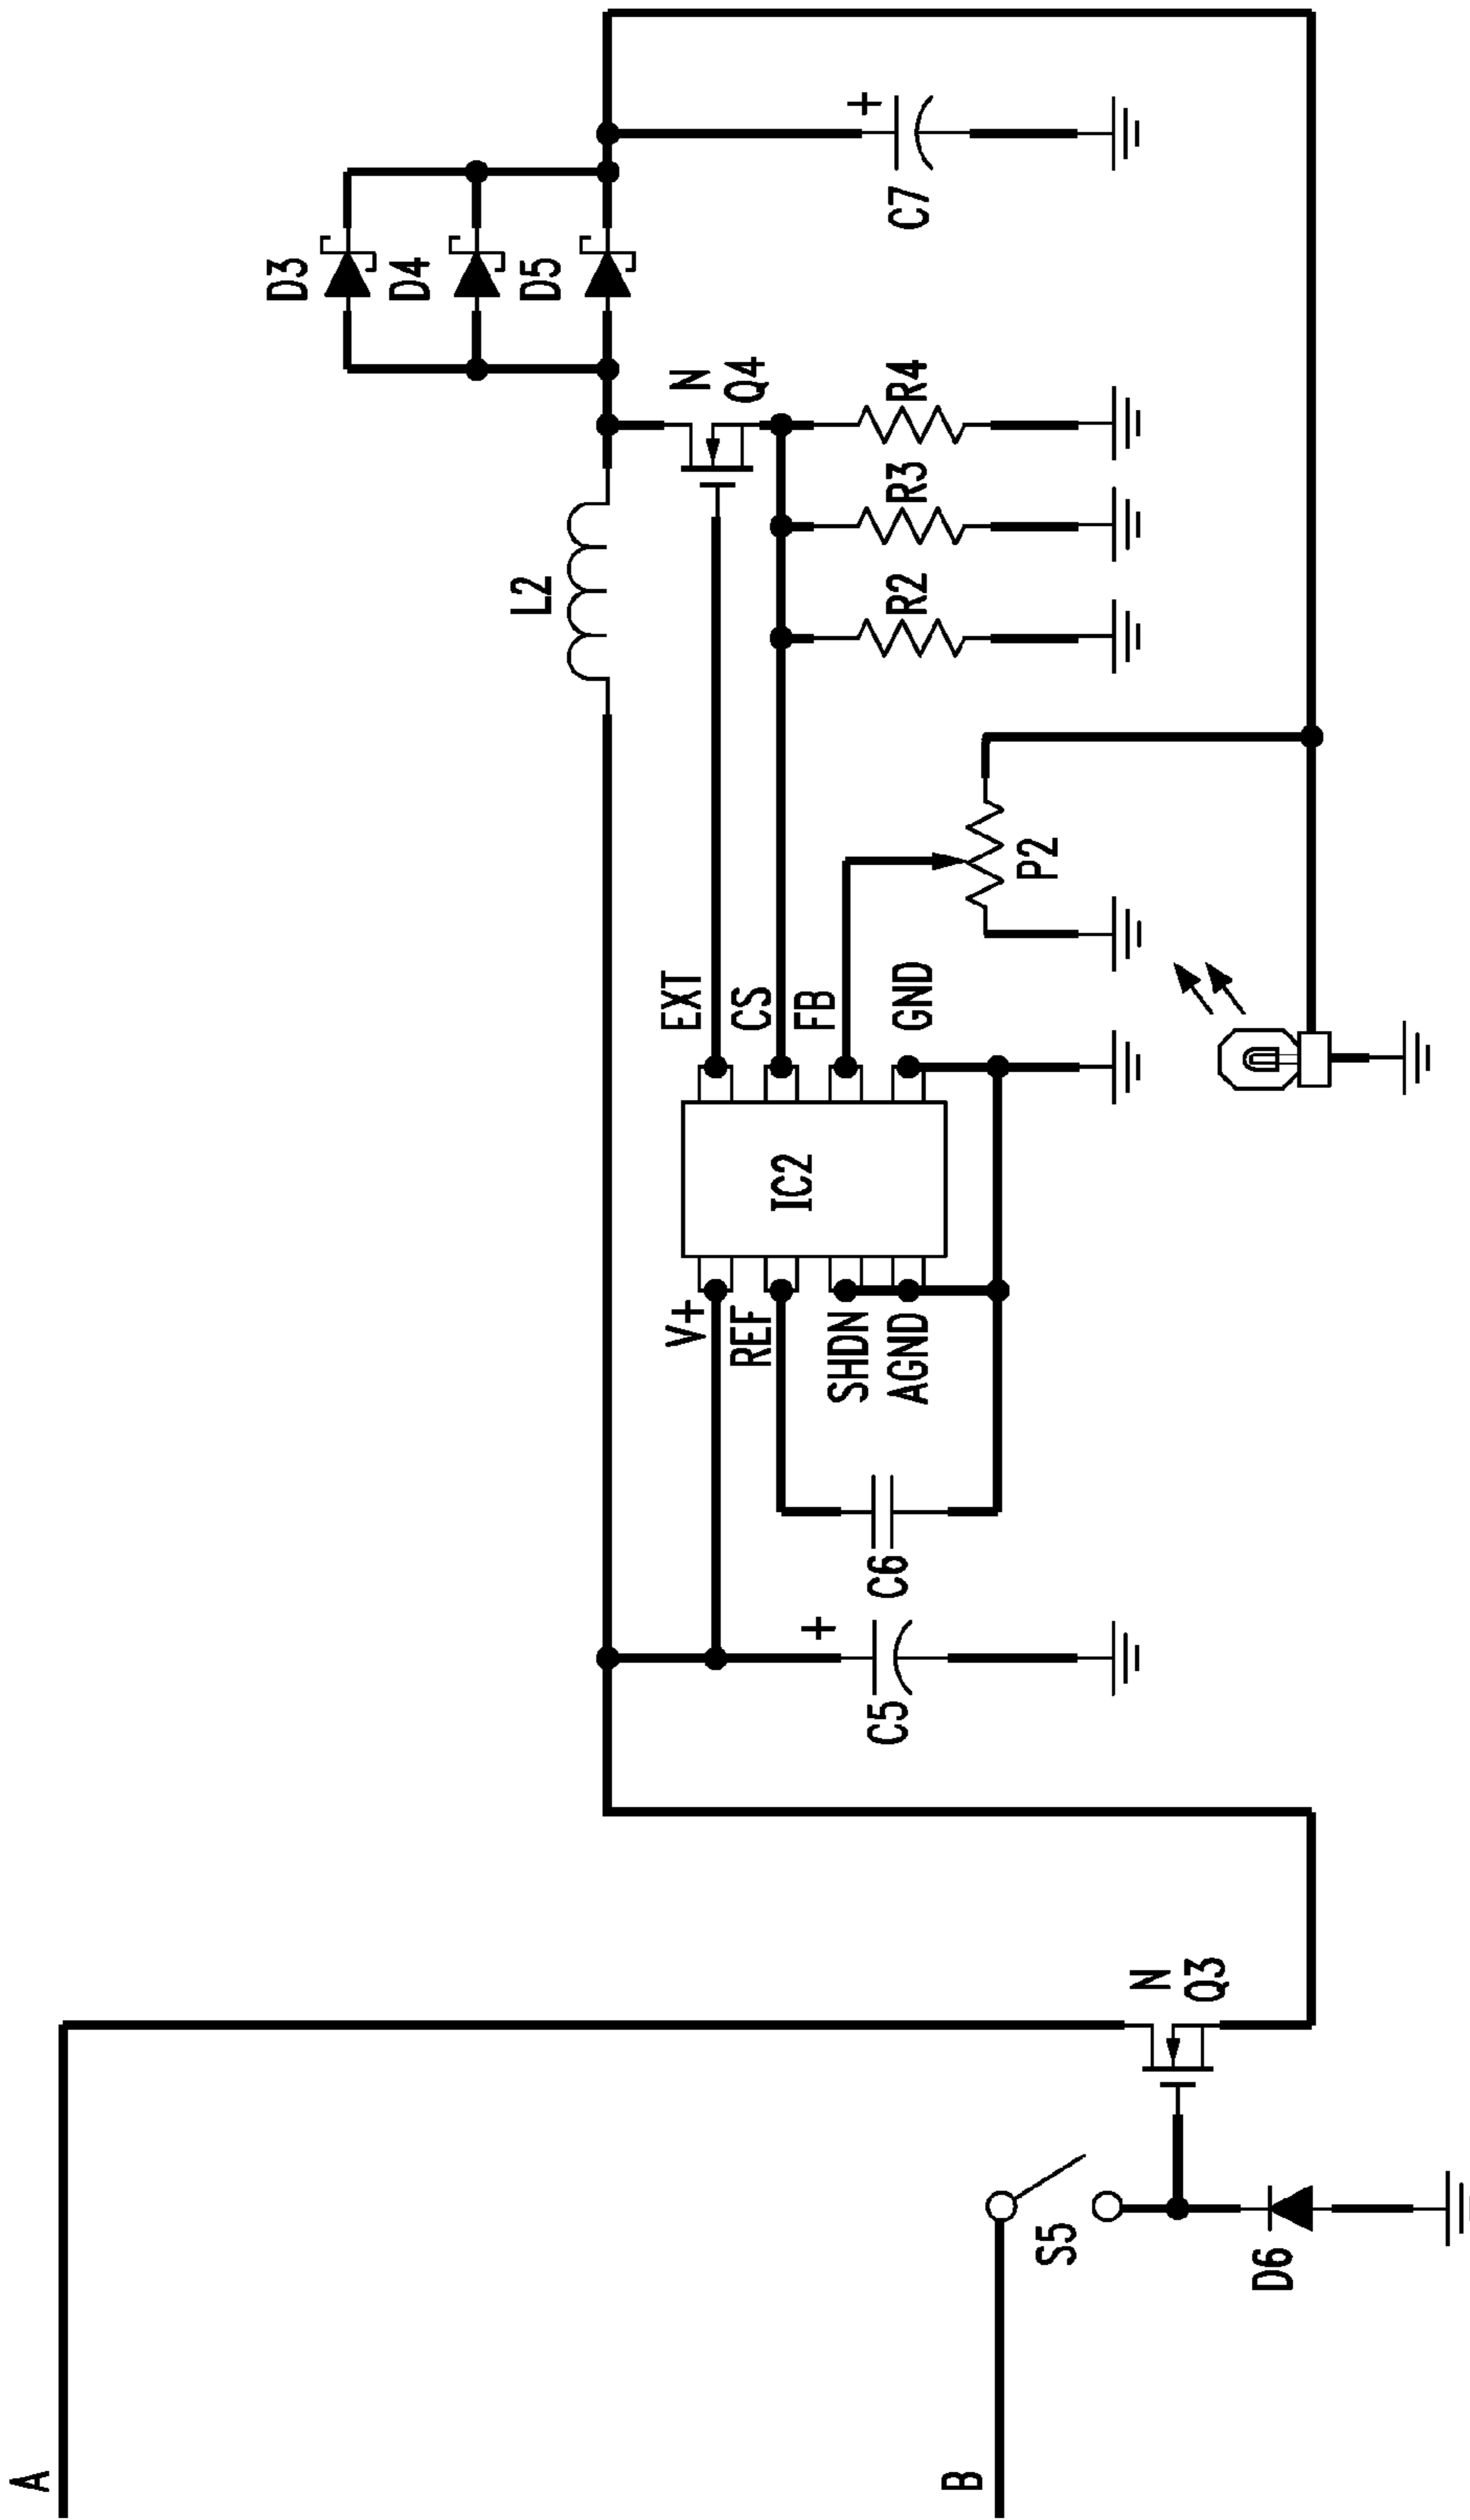 A
B
S5
D6
N
Q3
C5
+
C6
V+
REF
SHDN
AGND
IC2
EXT
CS
FB
GND
P2
L2
R2
R3
R4
N
Q4
D3
D4
D5
+
C7